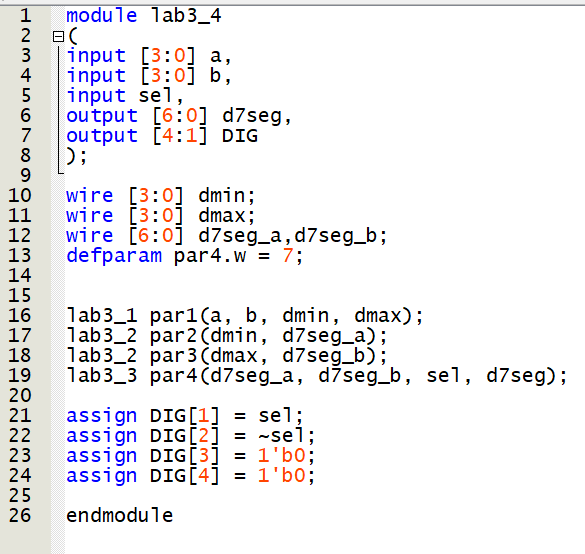 1 module lab3_4
2 (
3 input [3:0] a,
4 input [3:0] b,
5 input sel,
6 output [6:0] d7seg,
7 output [4:1] DIG
8 );
9
10 wire [3:0] dmin;
11 wire [3:0] dmax;
12 wire [6:0] d7seg_a,d7seg_b;
13 defparam par4.w = 7;
14
15
16 lab3_1 par1(a, b, dmin, dmax);
17 lab3_2 par2(dmin, d7seg_a);
18 lab3_2 par3(dmax, d7seg_b);
19 lab3_3 par4(d7seg_a, d7seg_b, sel, d7seg);
20
21 assign DIG[1] = sel;
22 assign DIG[2] = ~sel;
23 assign DIG[3] = 1'b0;
24 assign DIG[4] = 1'b0;
25
26 endmodule